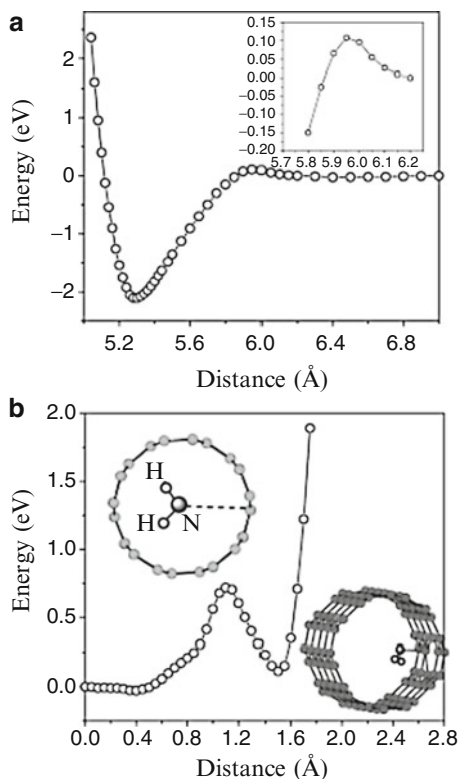 a
Energy (eV)
2
1
0
−1
−2
5.2 5.6 6.0 6.4 6.8
Distance (Å)
0.15
0.10
0.05
0.00
−0.05
−0.10
−0.15
−0.20
5.7 5.8 5.9 6.0 6.1 6.2
b
Energy (eV)
2.0
1.5
1.0
0.5
0.0
0.0 0.4 0.8 1.2 1.6 2.0 2.4 2.8
Distance (Å)
H
H N